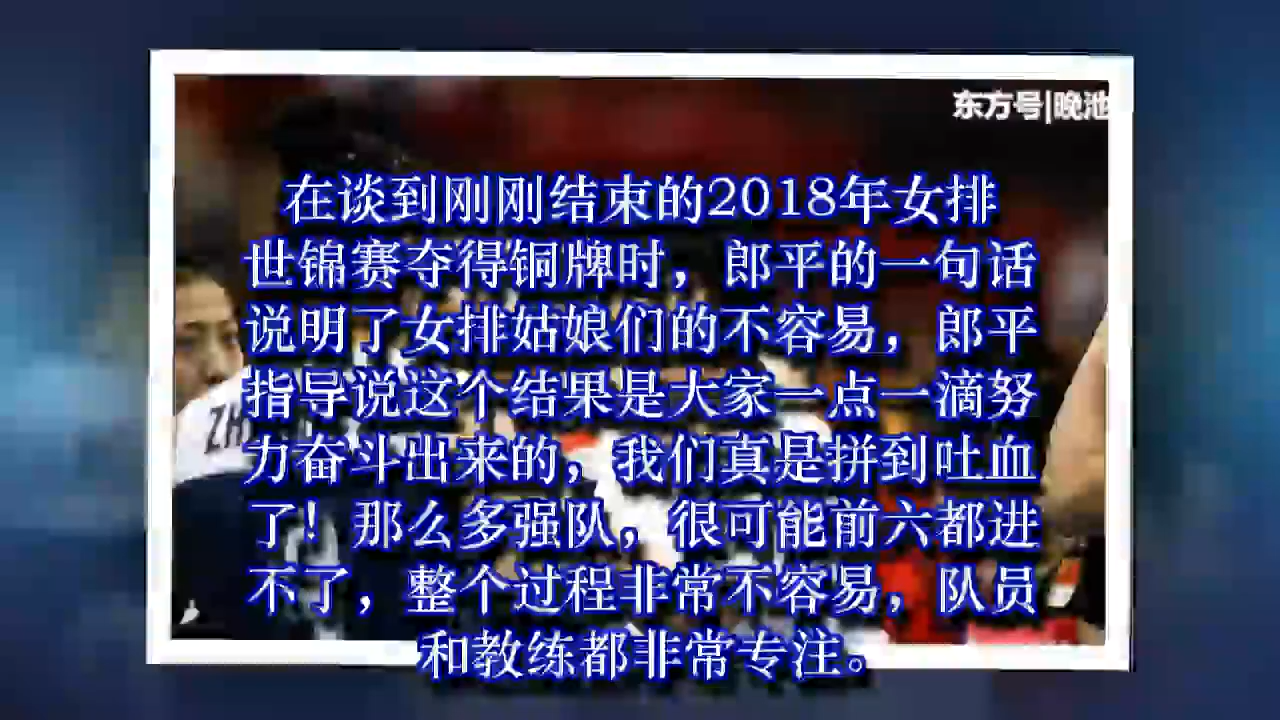 东方号|晚池
在谈到刚刚结束的2018年女排
世锦赛夺得铜牌时，郎平的一句话
说明了女排姑娘们的不容易，郎平
指导说这个结果是大家一点一滴努
力奋斗出来的，我们真是拼到吐血
了！那么多强队，很可能前六都进
不了，整个过程非常不容易，队员
和教练都非常专注。
ZH